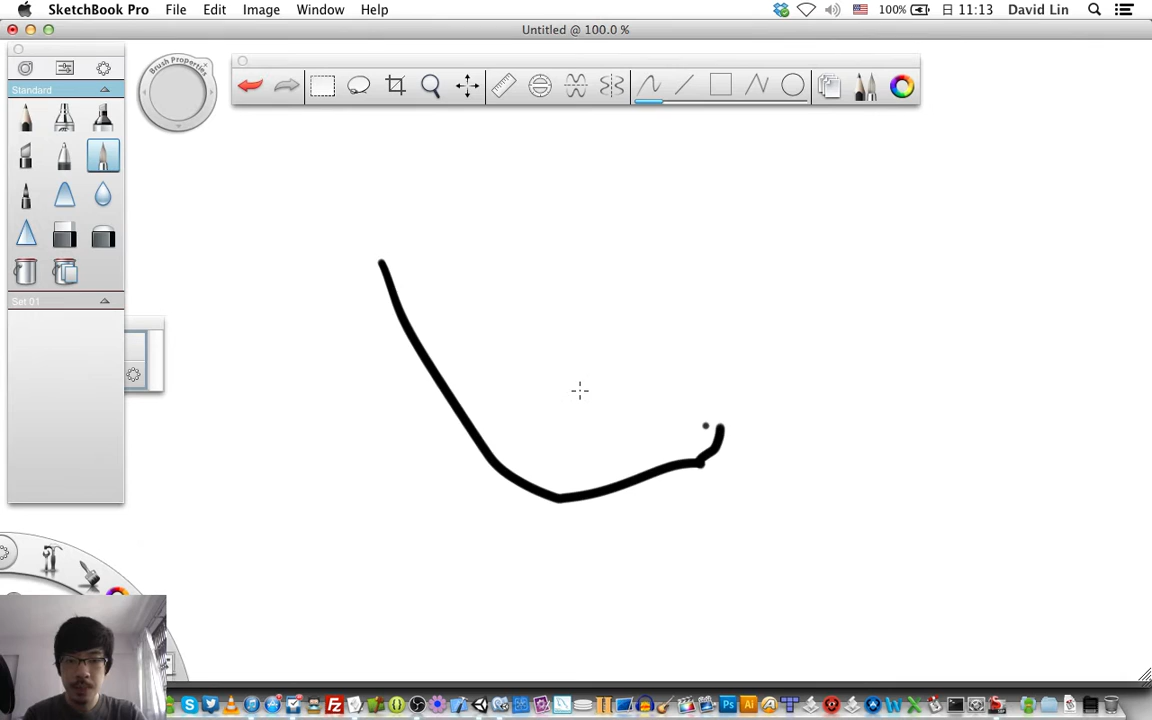 SketchBook Pro File Edit Image Window Help 100% 日 11:13 David Lin
Untitled @ 100.0 %
Brush Properties
Standard
Set 01